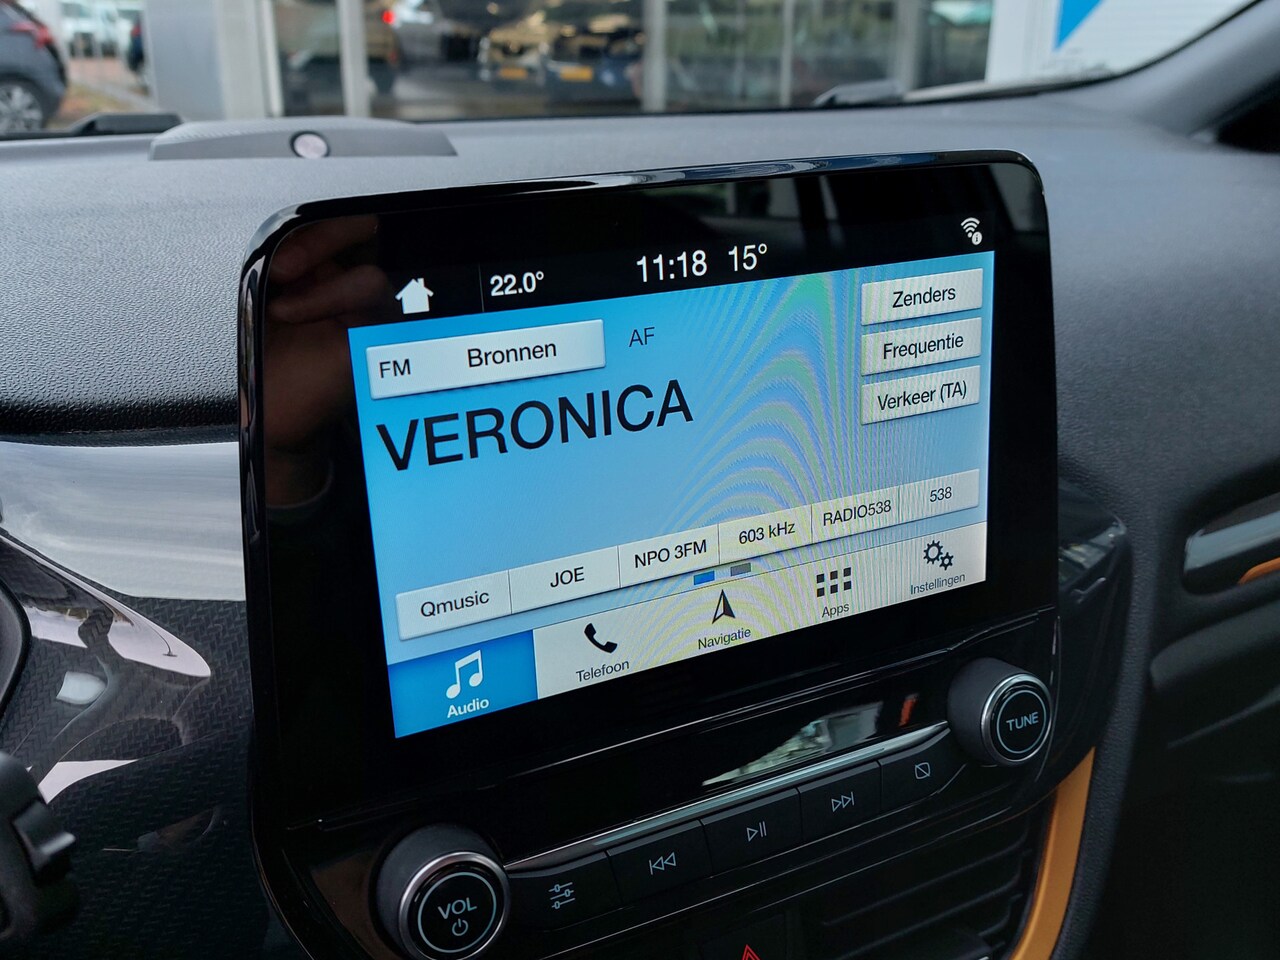 22.0°
11:18
15°
FM
Bronnen
AF
Zenders
Frequentie
Verkeer (TA)
VERONICA
Qmusic
JOE
NPO 3FM
603 kHz
RADIO538
538
Audio
Telefoon
Navigatie
Apps
Instellingen
TUNE
VOL